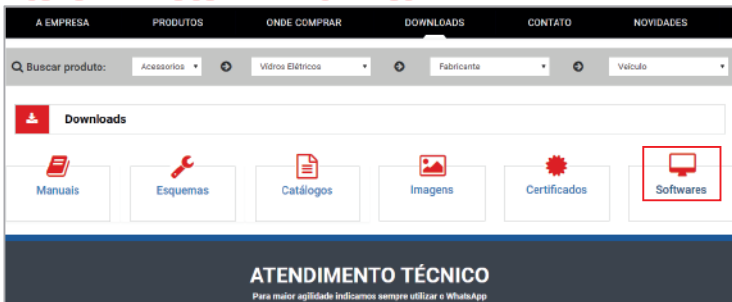 A EMPRESA PRODUTOS ONDE COMPRAR DOWNLOADS CONTATO NOVIDADES
Buscar produto: Acessorios Vidros Elétricos Fabricante Veículo
Downloads
Manuais Esquemas Catálogos Imagens Certificados Softwares
ATENDIMENTO TÉCNICO
Para maior agilidade indicamos sempre utilizar o WhatsApp